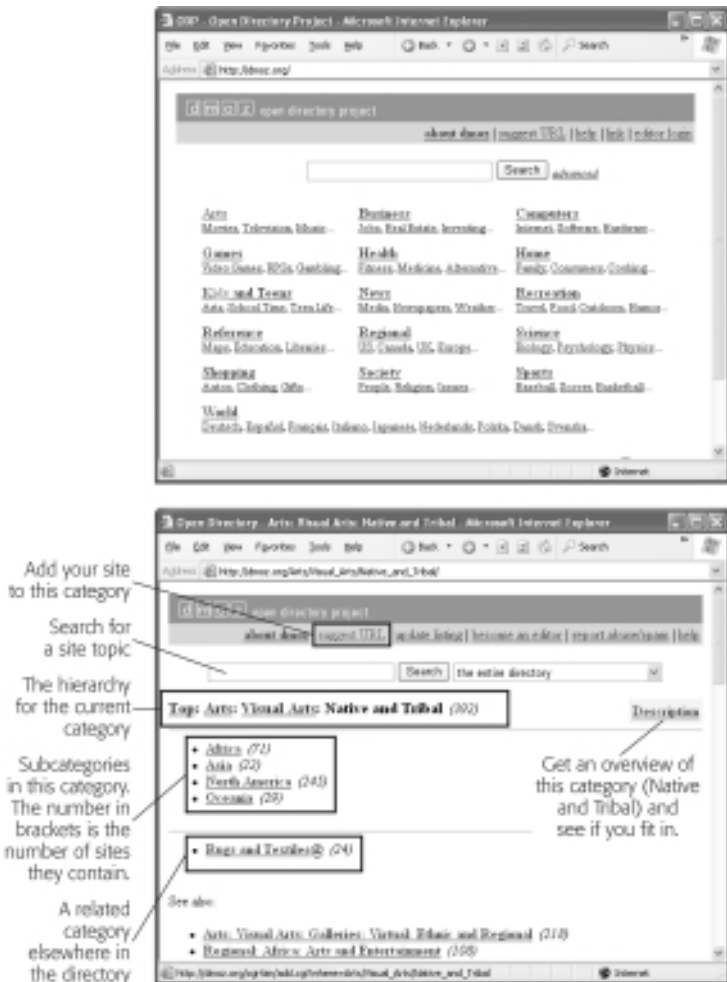 ODP - Open Directory Project - Microsoft Internet Explorer
File Edit View Favorites Tools Help Back Search
Address http://dmoz.org/
dmoz open directory project
about dmoz | suggest URL | help | link | editor login
Search advanced
Arts
Movies, Television, Music...
Business
Jobs, Real Estate, Investing...
Computers
Internet, Software, Hardware...
Games
Video Games, RPGs, Gambling...
Health
Fitness, Medicine, Alternative...
Home
Family, Consumers, Cooking...
Kids and Teens
Arts, School Time, Teen Life...
News
Media, Newspapers, Weather...
Recreation
Travel, Food, Outdoors, Humor...
Reference
Maps, Education, Libraries...
Regional
US, Canada, UK, Europe...
Science
Biology, Psychology, Physics...
Shopping
Autos, Clothing, Gifts...
Society
People, Religion, Issues...
Sports
Baseball, Soccer, Basketball...
World
Deutsch, Español, Français, Italiano, Japanese, Nederlands, Polska, Dansk, Svenska...
Internet
Open Directory - Arts: Visual Arts: Native and Tribal - Microsoft Internet Explorer
File Edit View Favorites Tools Help Back Search
Address http://dmoz.org/Arts/Visual_Arts/Native_and_Tribal/
dmoz open directory project
about dmoz | suggest URL | update listing | become an editor | report abuse/spam | help
Search the entire directory
Top: Arts: Visual Arts: Native and Tribal (392)
Description
• Africa (71)
• Asia (22)
• North America (245)
• Oceania (29)
• Rugs and Textiles@ (24)
See also:
• Arts: Visual Arts: Galleries: Virtual: Ethnic and Regional (218)
• Regional: Africa: Arts and Entertainment (108)
Internet
Add your site
to this category
Search for
a site topic
The hierarchy
for the current
category
Subcategories
in this category.
The number in
brackets is the
number of sites
they contain.
A related
category
elsewhere in
the directory
Get an overview of
this category (Native
and Tribal) and
see if you fit in.